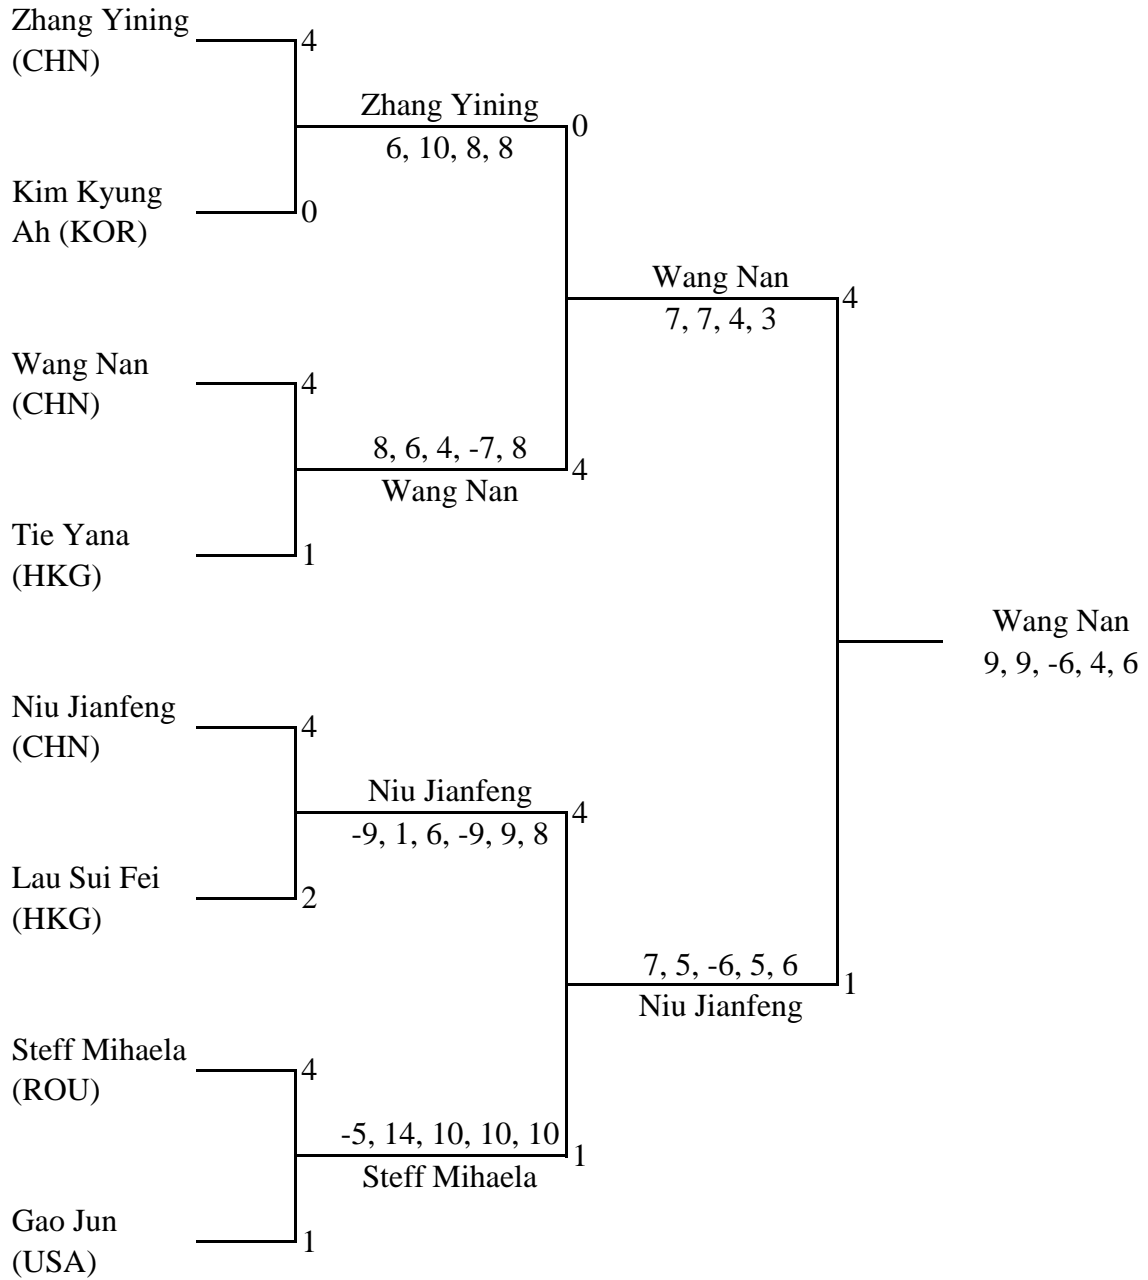 Zhang Yining
(CHN)
4
Zhang Yining
0
6, 10, 8, 8
Kim Kyung
Ah (KOR)
0
Wang Nan
4
7, 7, 4, 3
Wang Nan
(CHN)
4
8, 6, 4, -7, 8
4
Wang Nan
Tie Yana
(HKG)
1
Wang Nan
9, 9, -6, 4, 6
Niu Jianfeng
(CHN)
4
Niu Jianfeng
4
-9, 1, 6, -9, 9, 8
Lau Sui Fei
(HKG)
2
7, 5, -6, 5, 6
1
Niu Jianfeng
Steff Mihaela
(ROU)
4
-5, 14, 10, 10, 10
1
Steff Mihaela
Gao Jun
(USA)
1